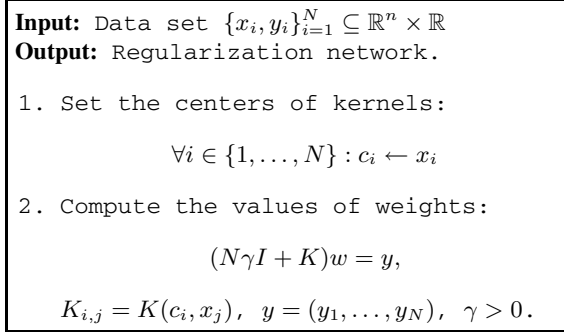 Input: Data set {x_i, y_i}_{i=1}^N ⊆ ℝ^n × ℝ
Output: Regularization network.
1. Set the centers of kernels:
∀i ∈ {1, . . . , N} : c_i ← x_i
2. Compute the values of weights:
(NγI + K)w = y,
K_{i,j} = K(c_i, x_j), y = (y_1, . . . , y_N), γ > 0.